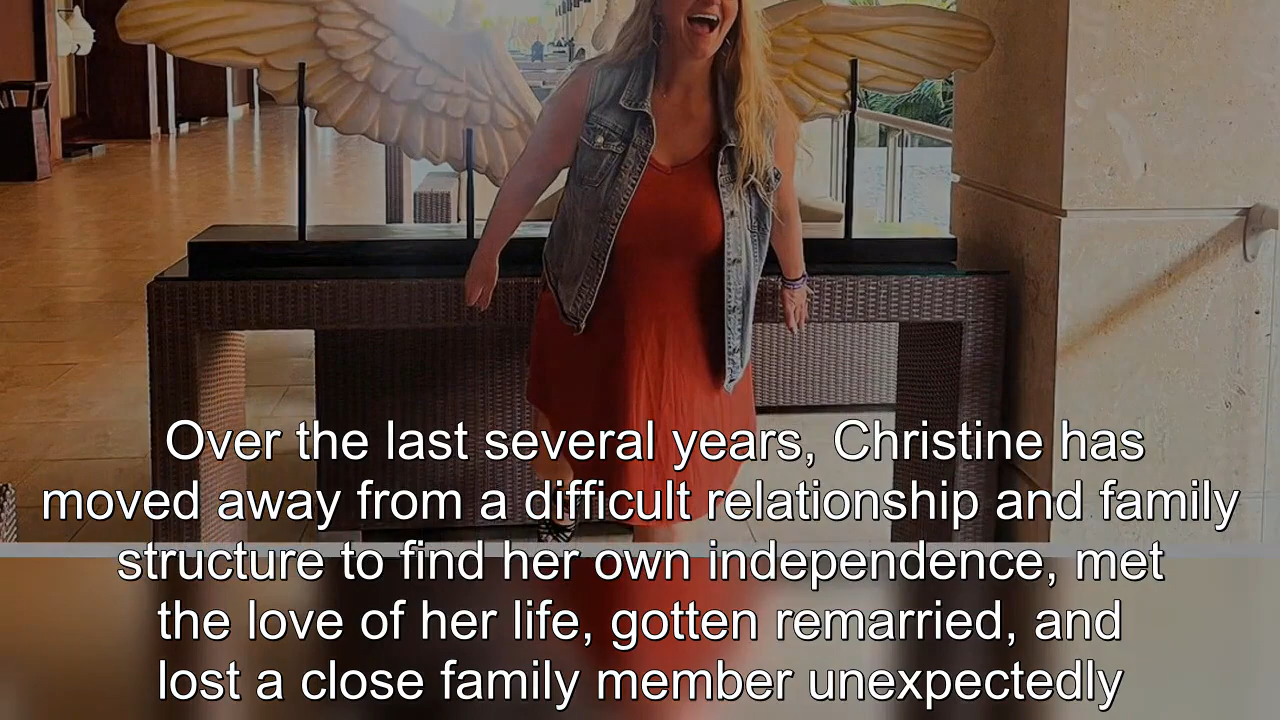 Over the last several years, Christine has
moved away from a difficult relationship and family
structure to find her own independence, met
the love of her life, gotten remarried, and
lost a close family member unexpectedly